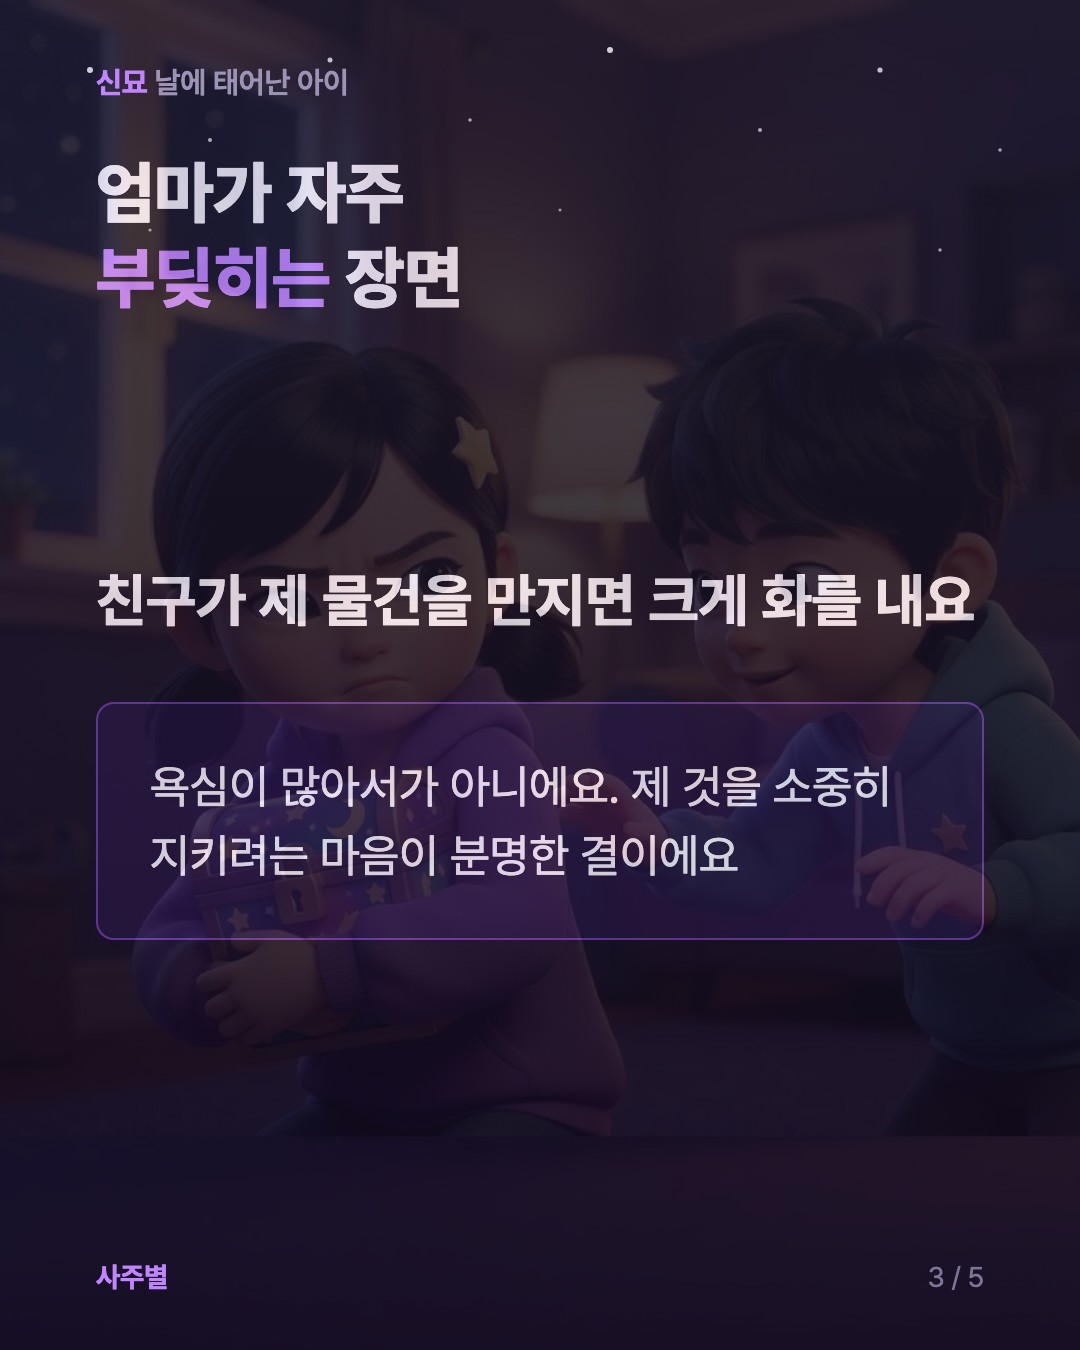 신묘 날에 태어난 아이
엄마가 자주
부딪히는 장면
친구가 제 물건을 만지면 크게 화를 내요
욕심이 많아서가 아니에요. 제 것을 소중히
지키려는 마음이 분명한 결이에요
사주별
3 / 5